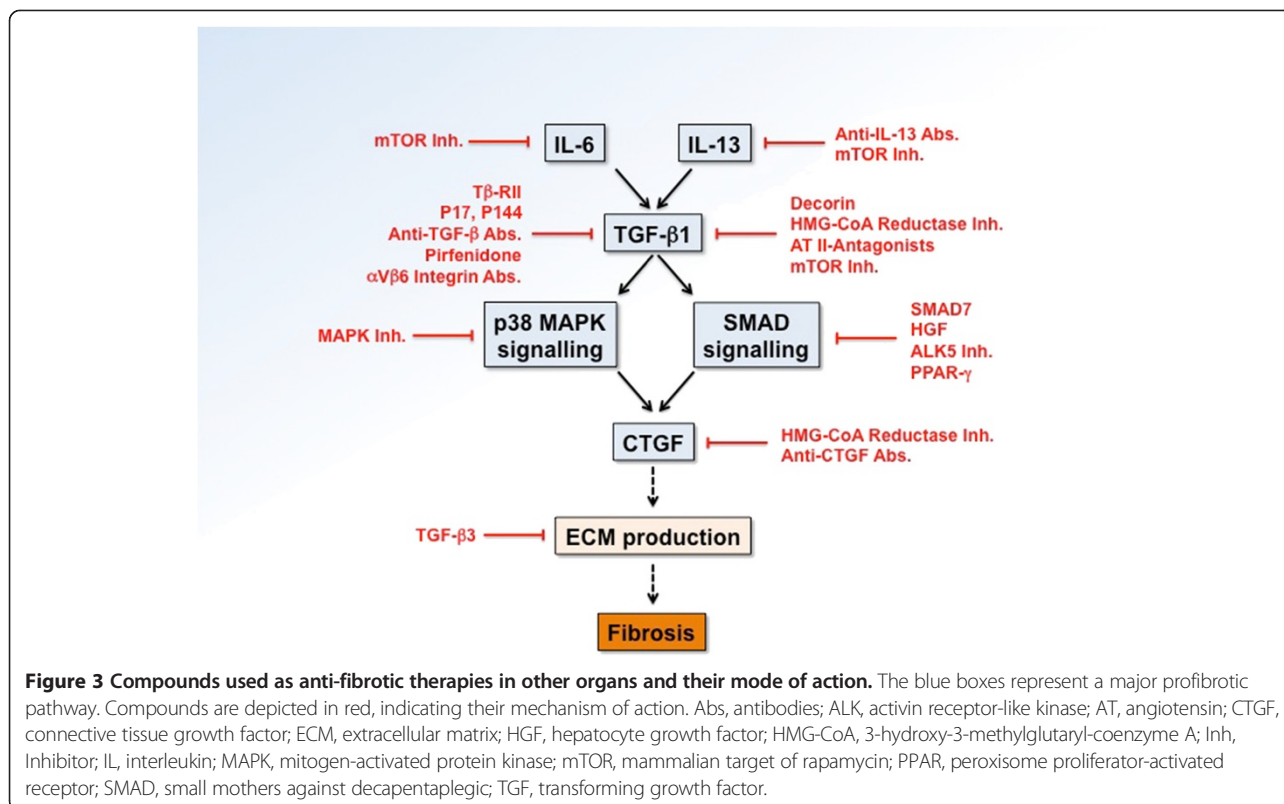 mTOR Inh.
IL-6
IL-13
Anti-IL-13 Abs.
mTOR Inh.
Tβ-RII
P17, P144
Anti-TGF-β Abs.
Pirfenidone
αVβ6 Integrin Abs.
TGF-β1
Decorin
HMG-CoA Reductase Inh.
AT II-Antagonists
mTOR Inh.
MAPK Inh.
p38 MAPK
signalling
SMAD
signalling
SMAD7
HGF
ALK5 Inh.
PPAR-γ
CTGF
HMG-CoA Reductase Inh.
Anti-CTGF Abs.
TGF-β3
ECM production
Fibrosis
Figure 3 Compounds used as anti-fibrotic therapies in other organs and their mode of action. The blue boxes represent a major profibrotic
pathway. Compounds are depicted in red, indicating their mechanism of action. Abs, antibodies; ALK, activin receptor-like kinase; AT, angiotensin; CTGF,
connective tissue growth factor; ECM, extracellular matrix; HGF, hepatocyte growth factor; HMG-CoA, 3-hydroxy-3-methylglutaryl-coenzyme A; Inh,
Inhibitor; IL, interleukin; MAPK, mitogen-activated protein kinase; mTOR, mammalian target of rapamycin; PPAR, peroxisome proliferator-activated
receptor; SMAD, small mothers against decapentaplegic; TGF, transforming growth factor.